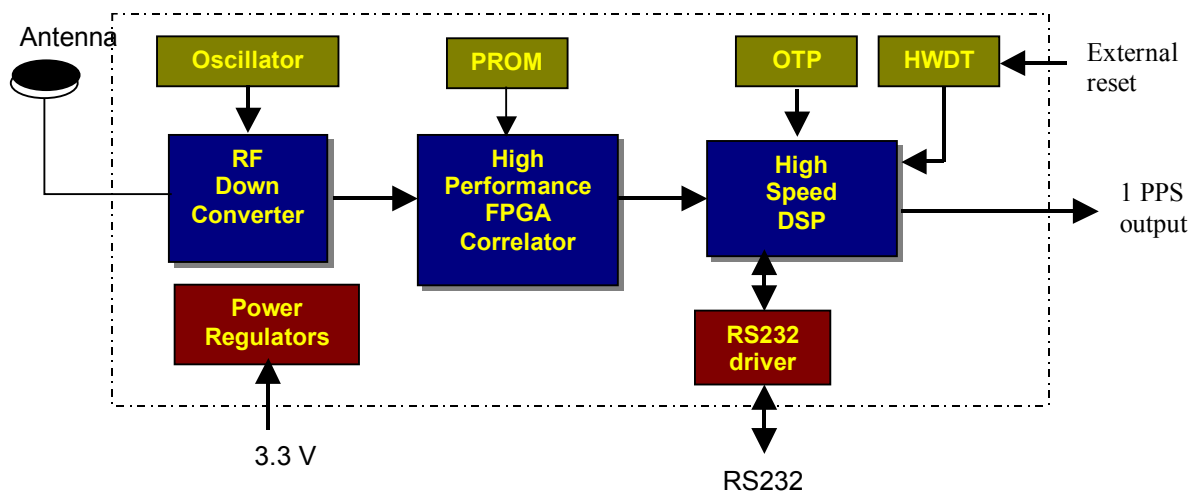 Antenna
Oscillator
PROM
OTP
HWDT
External
reset
RF
Down
Converter
High
Performance
FPGA
Correlator
High
Speed
DSP
1 PPS
output
Power
Regulators
RS232
driver
3.3 V
RS232